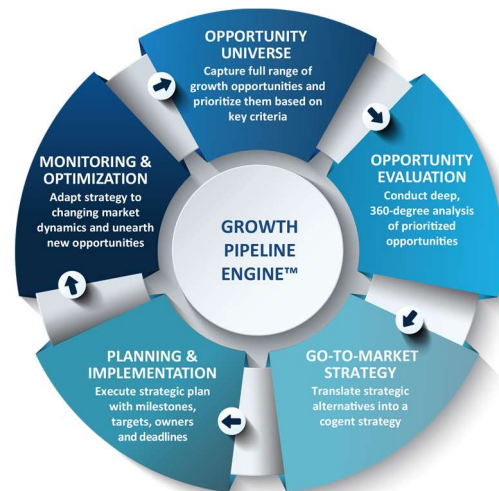 OPPORTUNITY
UNIVERSE
Capture full range of
growth opportunities and
prioritize them based on
key criteria
OPPORTUNITY
EVALUATION
Conduct deep,
360-degree analysis
of prioritized
opportunities
GO-TO-MARKET
STRATEGY
Translate strategic
alternatives into a
cogent strategy
PLANNING &
IMPLEMENTATION
Execute strategic plan
with milestones,
targets, owners
and deadlines
MONITORING &
OPTIMIZATION
Adapt strategy to
changing market
dynamics and unearth
new opportunities
GROWTH
PIPELINE
ENGINE™